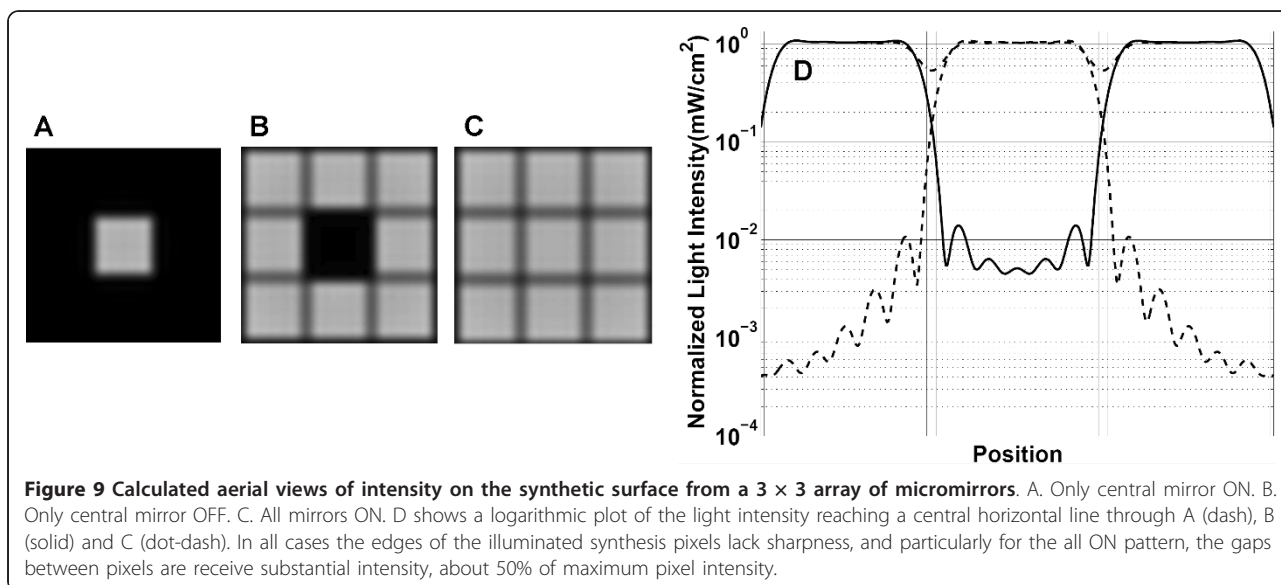 A
B
C
D
Normalized Light Intensity(mW/cm²)
10⁰
10⁻¹
10⁻²
10⁻³
10⁻⁴
Position
Figure 9 Calculated aerial views of intensity on the synthetic surface from a 3 × 3 array of micromirrors. A. Only central mirror ON. B.
Only central mirror OFF. C. All mirrors ON. D shows a logarithmic plot of the light intensity reaching a central horizontal line through A (dash), B
(solid) and C (dot-dash). In all cases the edges of the illuminated synthesis pixels lack sharpness, and particularly for the all ON pattern, the gaps
between pixels are receive substantial intensity, about 50% of maximum pixel intensity.